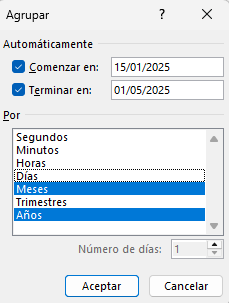 Agrupar
Automáticamente
Comenzar en: 15/01/2025
Terminar en: 01/05/2025
Por
Segundos
Minutos
Horas
Días
Meses
Trimestres
Años
Número de días: 1
Aceptar Cancelar